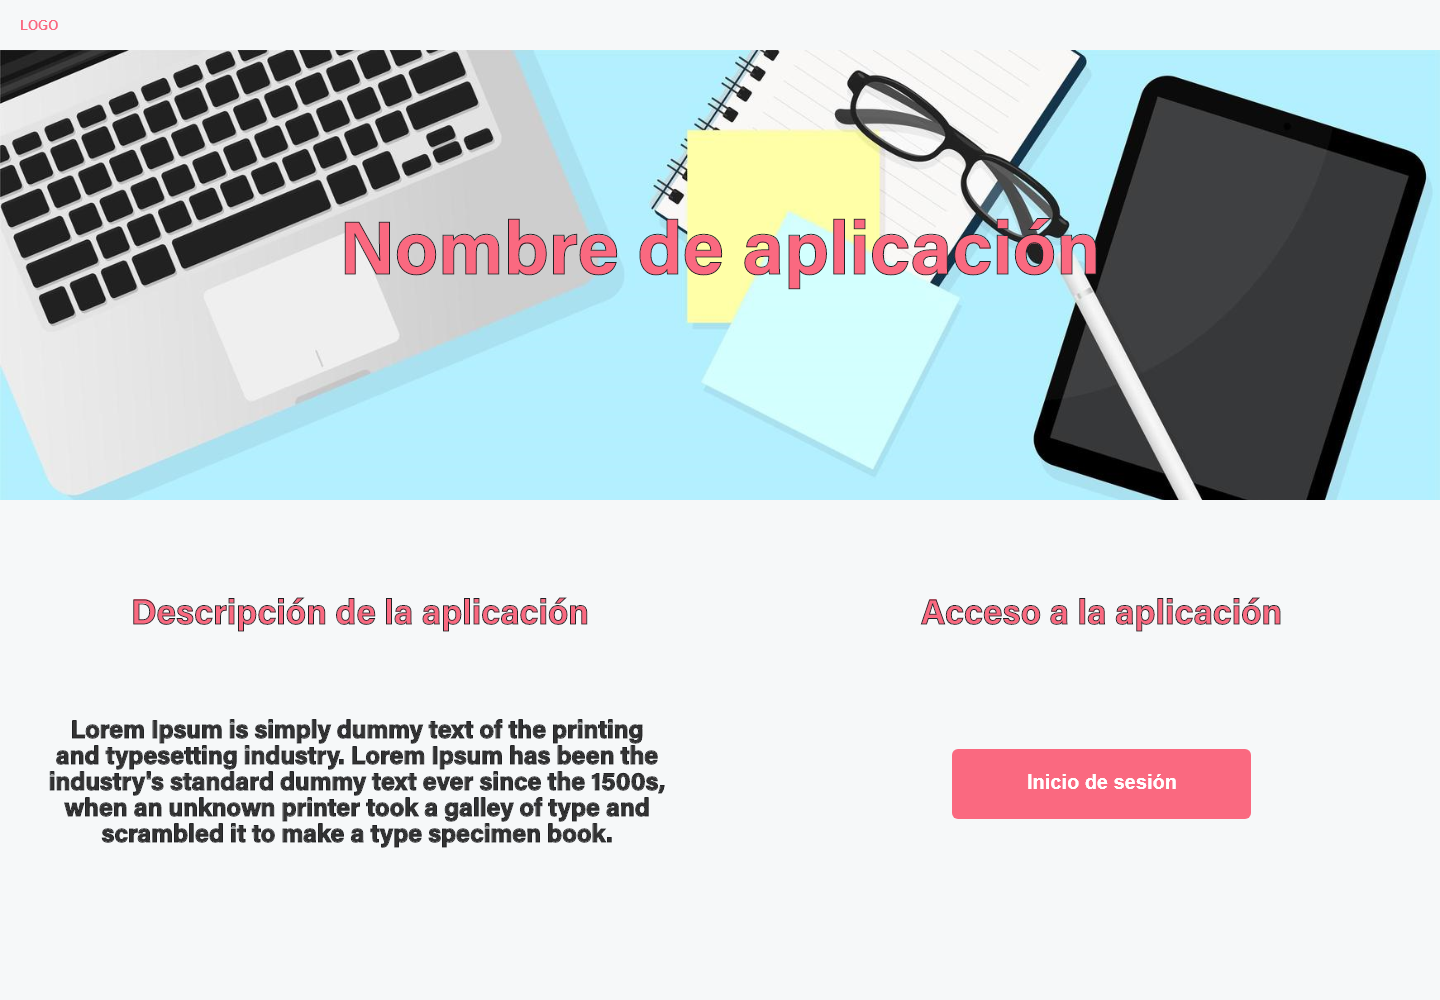 LOGO
Nombre de aplicación
Descripción de la aplicación
Acceso a la aplicación
Lorem Ipsum is simply dummy text of the printing
and typesetting industry. Lorem Ipsum has been the
industry's standard dummy text ever since the 1500s,
when an unknown printer took a galley of type and
scrambled it to make a type specimen book.
Inicio de sesión